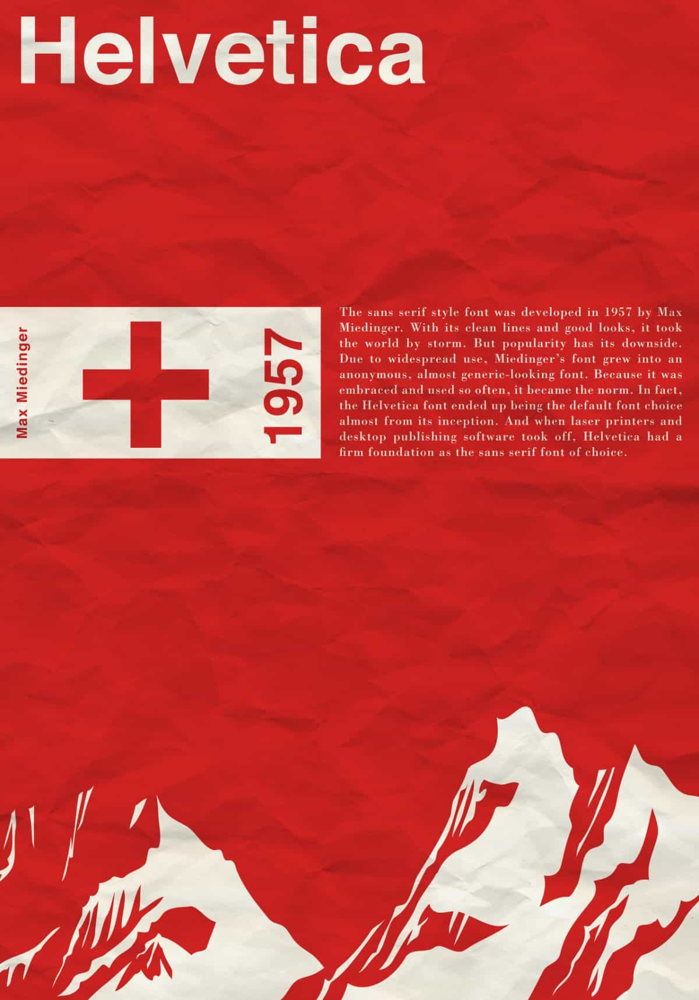 Helvetica
Max Miedinger
1957
The sans serif style font was developed in 1957 by Max
Miedinger. With its clean lines and good looks, it took
the world by storm. But popularity has its downside.
Due to widespread use, Miedinger's font grew into an
anonymous, almost generic-looking font. Because it was
embraced and used so often, it became the norm. In fact,
the Helvetica font ended up being the default font choice
almost from its inception. And when laser printers and
desktop publishing software took off, Helvetica had a
firm foundation as the sans serif font of choice.